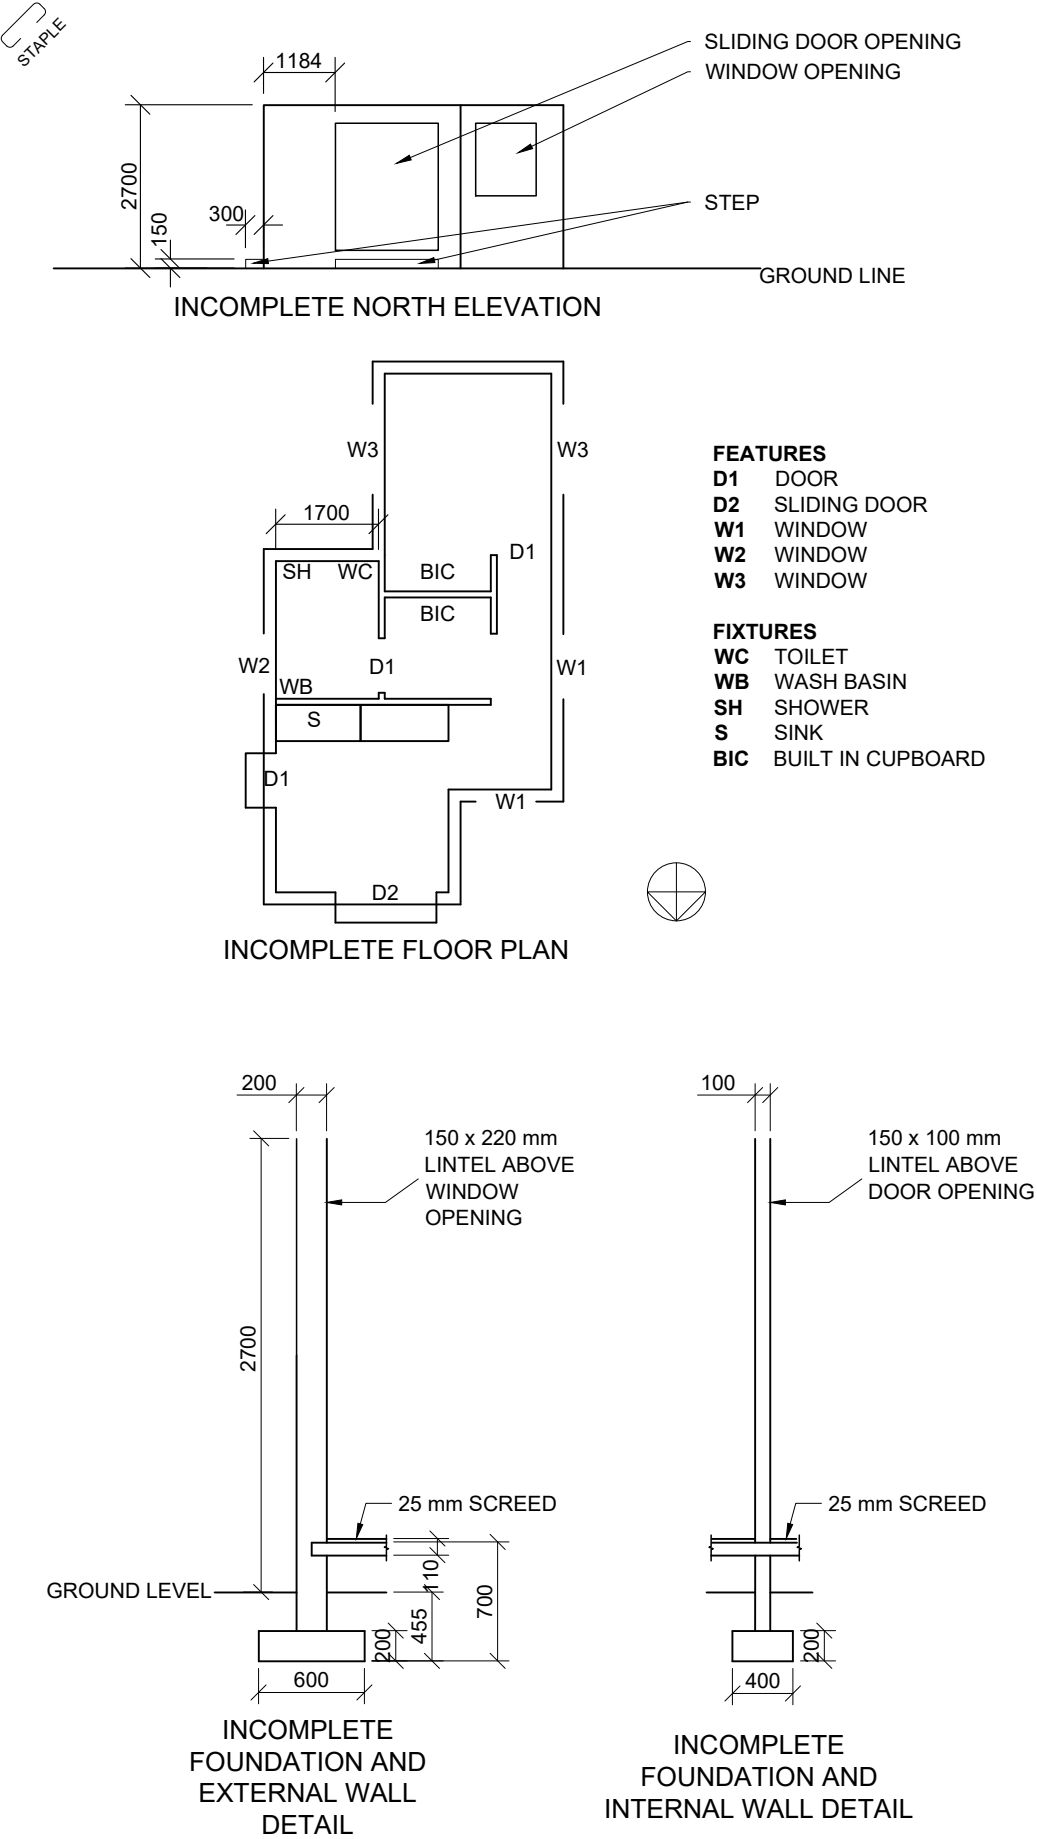 STAPLE
SLIDING DOOR OPENING
WINDOW OPENING
1184
2700
150
300
STEP
GROUND LINE
INCOMPLETE NORTH ELEVATION
W3
W3
1700
SH
WC
BIC
D1
BIC
W2
D1
W1
WB
S
D1
W1
D2
INCOMPLETE FLOOR PLAN
FEATURES
D1 DOOR
D2 SLIDING DOOR
W1 WINDOW
W2 WINDOW
W3 WINDOW
FIXTURES
WC TOILET
WB WASH BASIN
SH SHOWER
S SINK
BIC BUILT IN CUPBOARD
200
150 x 220 mm
LINTEL ABOVE
WINDOW
OPENING
2700
25 mm SCREED
110
GROUND LEVEL
700
455
200
600
INCOMPLETE
FOUNDATION AND
EXTERNAL WALL
DETAIL
100
150 x 100 mm
LINTEL ABOVE
DOOR OPENING
25 mm SCREED
200
400
INCOMPLETE
FOUNDATION AND
INTERNAL WALL DETAIL